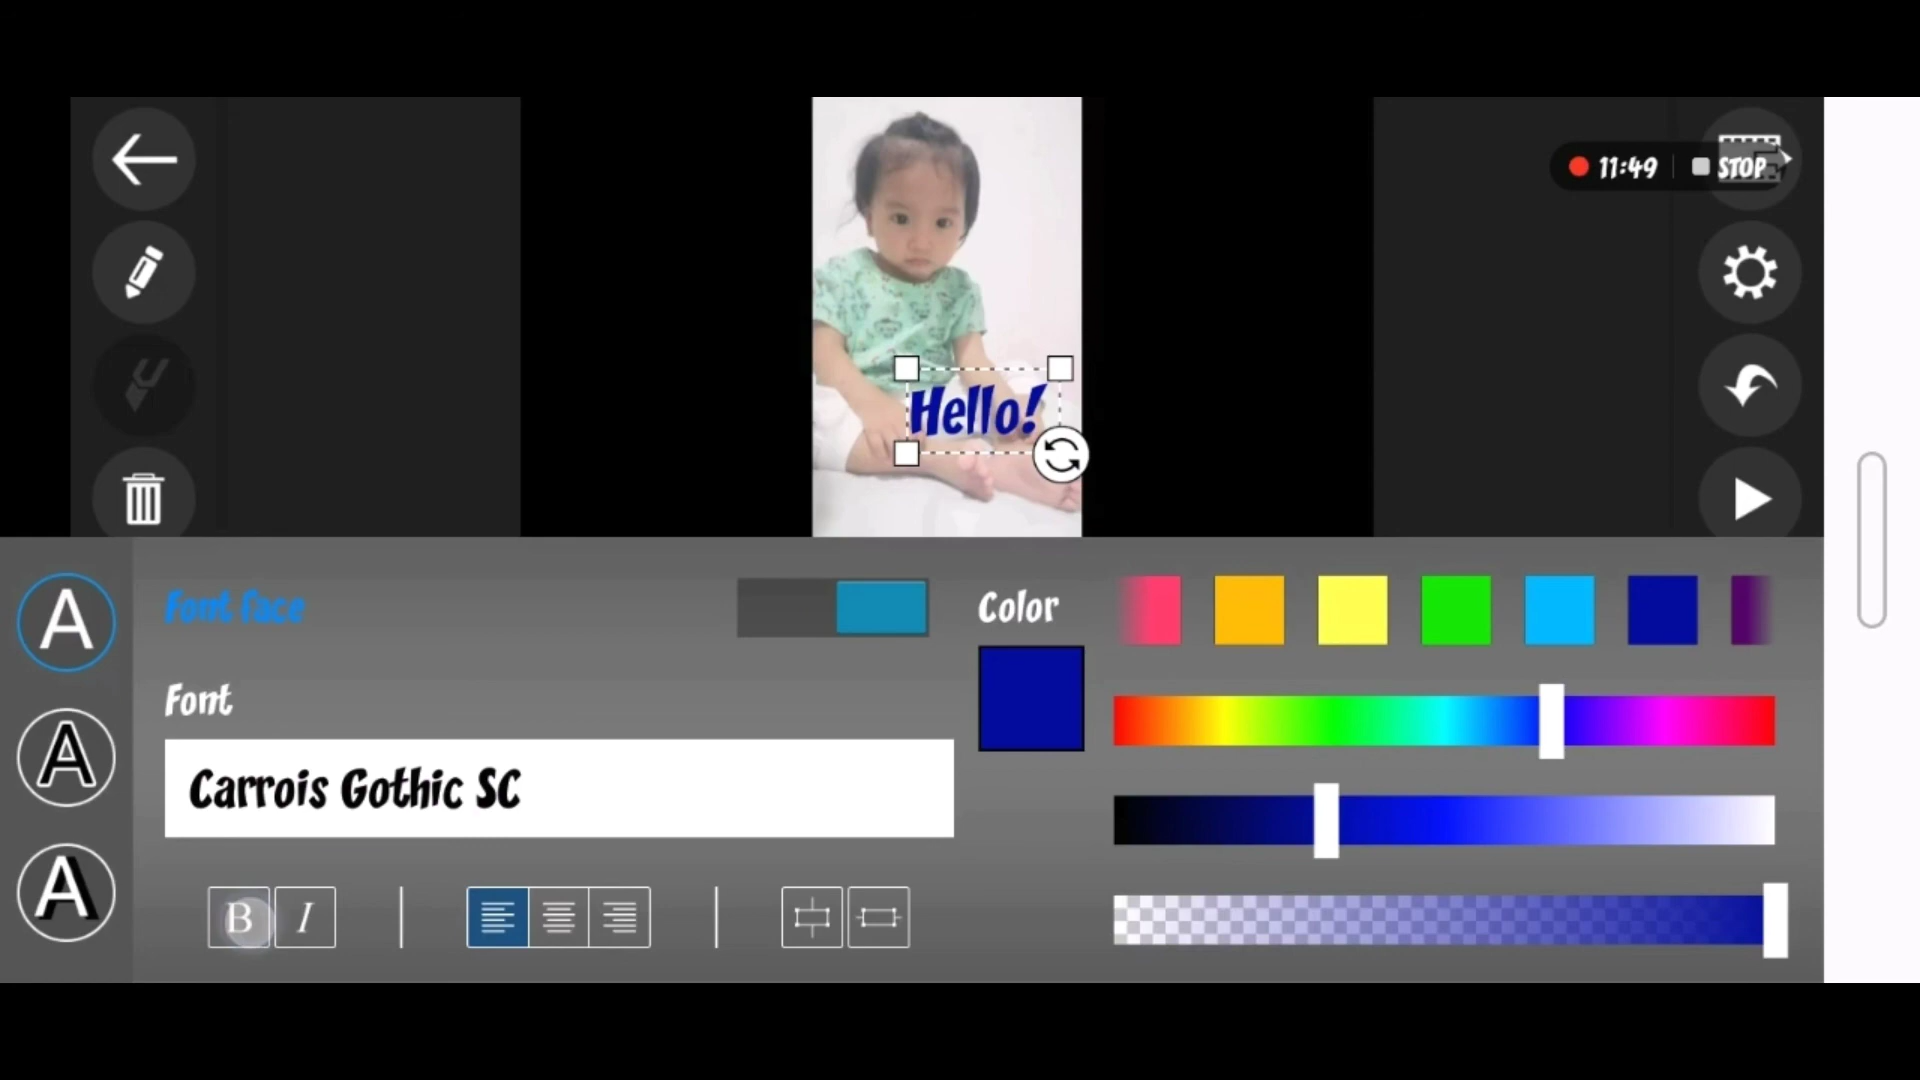 11:49 STOP
Hello!
A
Font face
Color
Font
A
Carrois Gothic SC
A
B I